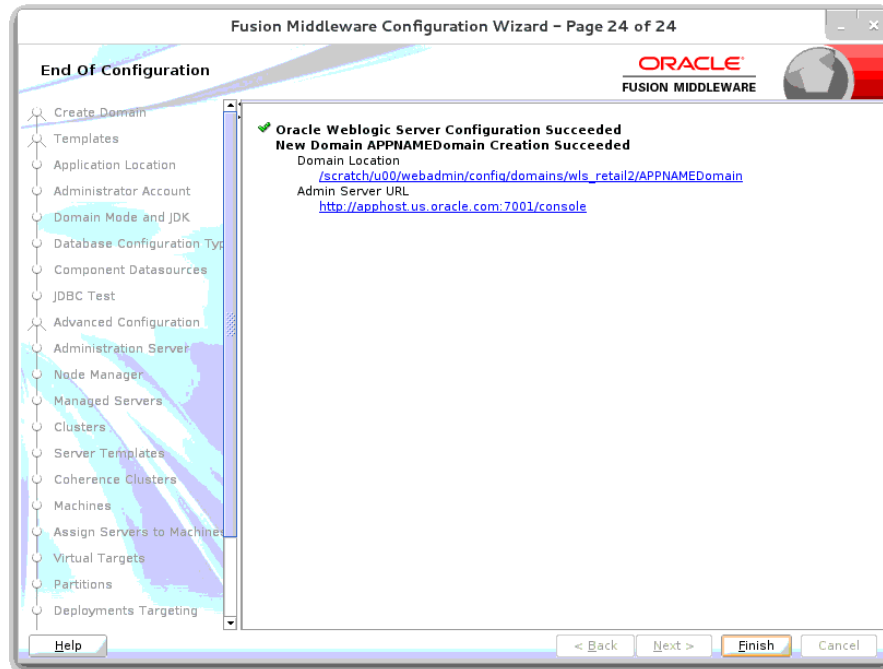 Fusion Middleware Configuration Wizard – Page 24 of 24
End Of Configuration
ORACLE
FUSION MIDDLEWARE
Create Domain
Templates
Application Location
Administrator Account
Domain Mode and JDK
Database Configuration Typ
Component Datasources
JDBC Test
Advanced Configuration
Administration Server
Node Manager
Managed Servers
Clusters
Server Templates
Coherence Clusters
Machines
Assign Servers to Machines
Virtual Targets
Partitions
Deployments Targeting
Oracle Weblogic Server Configuration Succeeded
New Domain APPNAMEDomain Creation Succeeded
Domain Location
/scratch/u00/webadmin/config/domains/wls_retail2/APPNAMEDomain
Admin Server URL
http://apphost.us.oracle.com:7001/console
Help
< Back
Next >
Finish
Cancel